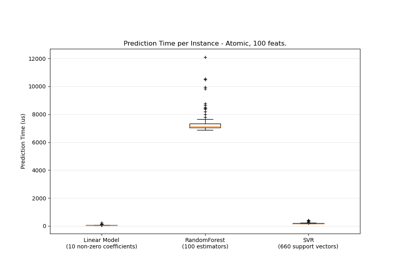 Prediction Time per Instance - Atomic, 100 feats.
Prediction Time (us)
12000
10000
8000
6000
4000
2000
0
Linear Model
(10 non-zero coefficients)
RandomForest
(100 estimators)
SVR
(660 support vectors)